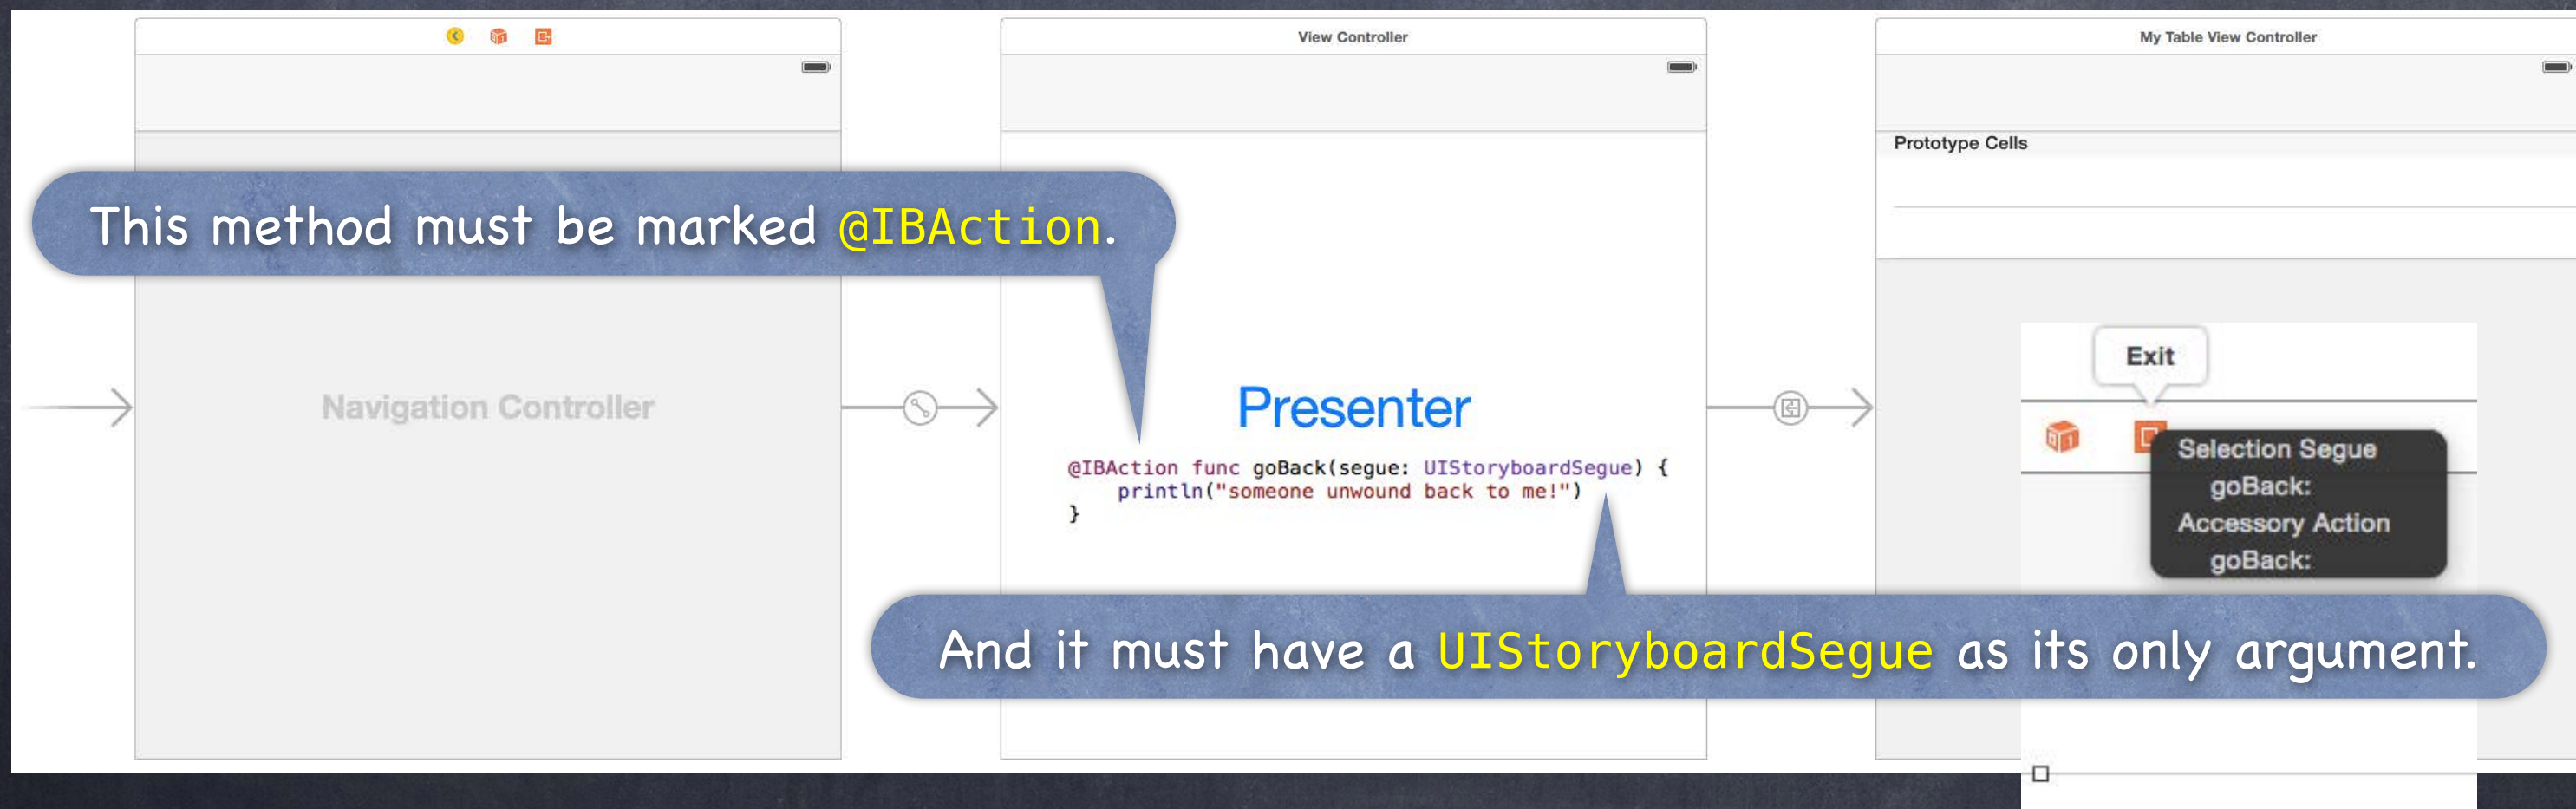 View Controller
My Table View Controller
Prototype Cells
This method must be marked @IBAction.
Exit
Navigation Controller
Presenter
@IBAction func goBack(segue: UIStoryboardSegue) {
    println("someone unwound back to me!")
}
Selection Segue
goBack:
Accessory Action
goBack:
And it must have a UIStoryboardSegue as its only argument.